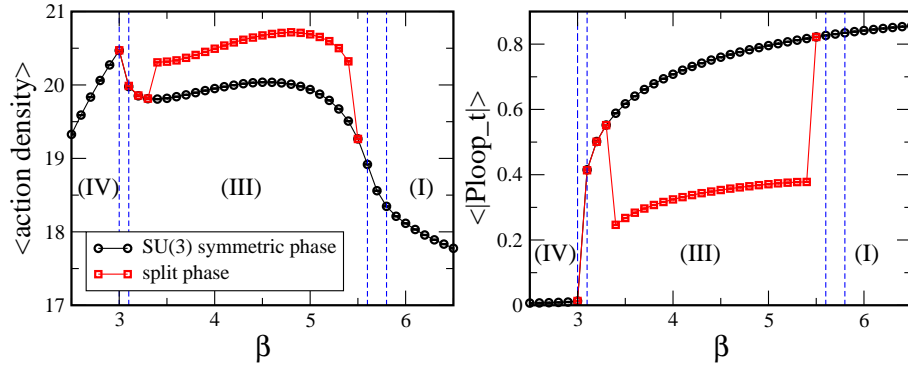 <action density>
21
20
19
18
17
(IV)
(III)
(I)
SU(3) symmetric phase
split phase
3
4
5
6
β
<|Ploop_t|>
0.8
0.6
0.4
0.2
0
(IV)
(III)
(I)
3
4
5
6
β